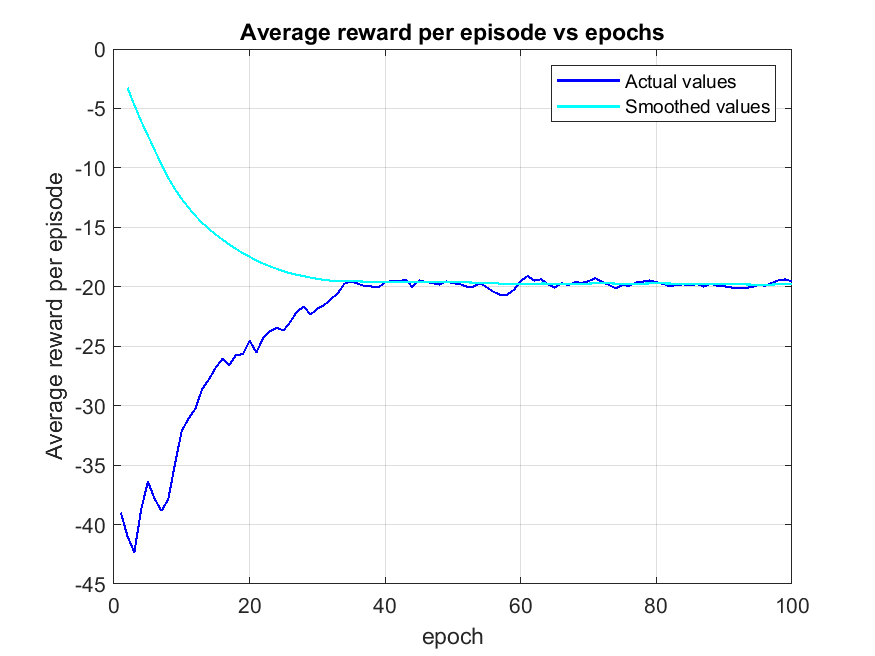 Average reward per episode vs epochs
Actual values
Smoothed values
Average reward per episode
0
-5
-10
-15
-20
-25
-30
-35
-40
-45
0 20 40 60 80 100
epoch